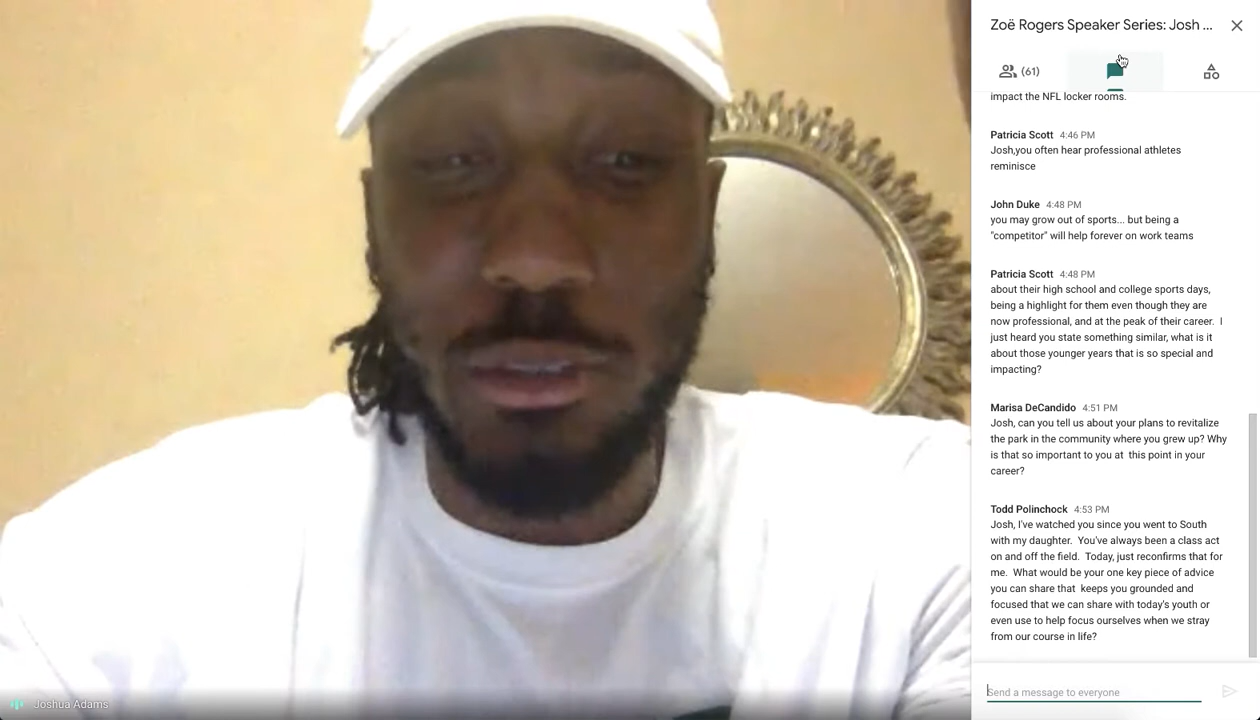 Zoë Rogers Speaker Series: Josh ...
(61)
impact the NFL locker rooms.
Patricia Scott 4:46 PM
Josh,you often hear professional athletes
reminisce
John Duke 4:48 PM
you may grow out of sports... but being a
"competitor" will help forever on work teams
Patricia Scott 4:48 PM
about their high school and college sports days,
being a highlight for them even though they are
now professional, and at the peak of their career. I
just heard you state something similar, what is it
about those younger years that is so special and
impacting?
Marisa DeCandido 4:51 PM
Josh, can you tell us about your plans to revitalize
the park in the community where you grew up? Why
is that so important to you at this point in your
career?
Todd Polinchock 4:53 PM
Josh, I've watched you since you went to South
with my daughter. You've always been a class act
on and off the field. Today, just reconfirms that for
me. What would be your one key piece of advice
you can share that keeps you grounded and
focused that we can share with today's youth or
even use to help focus ourselves when we stray
from our course in life?
Send a message to everyone
Joshua Adams